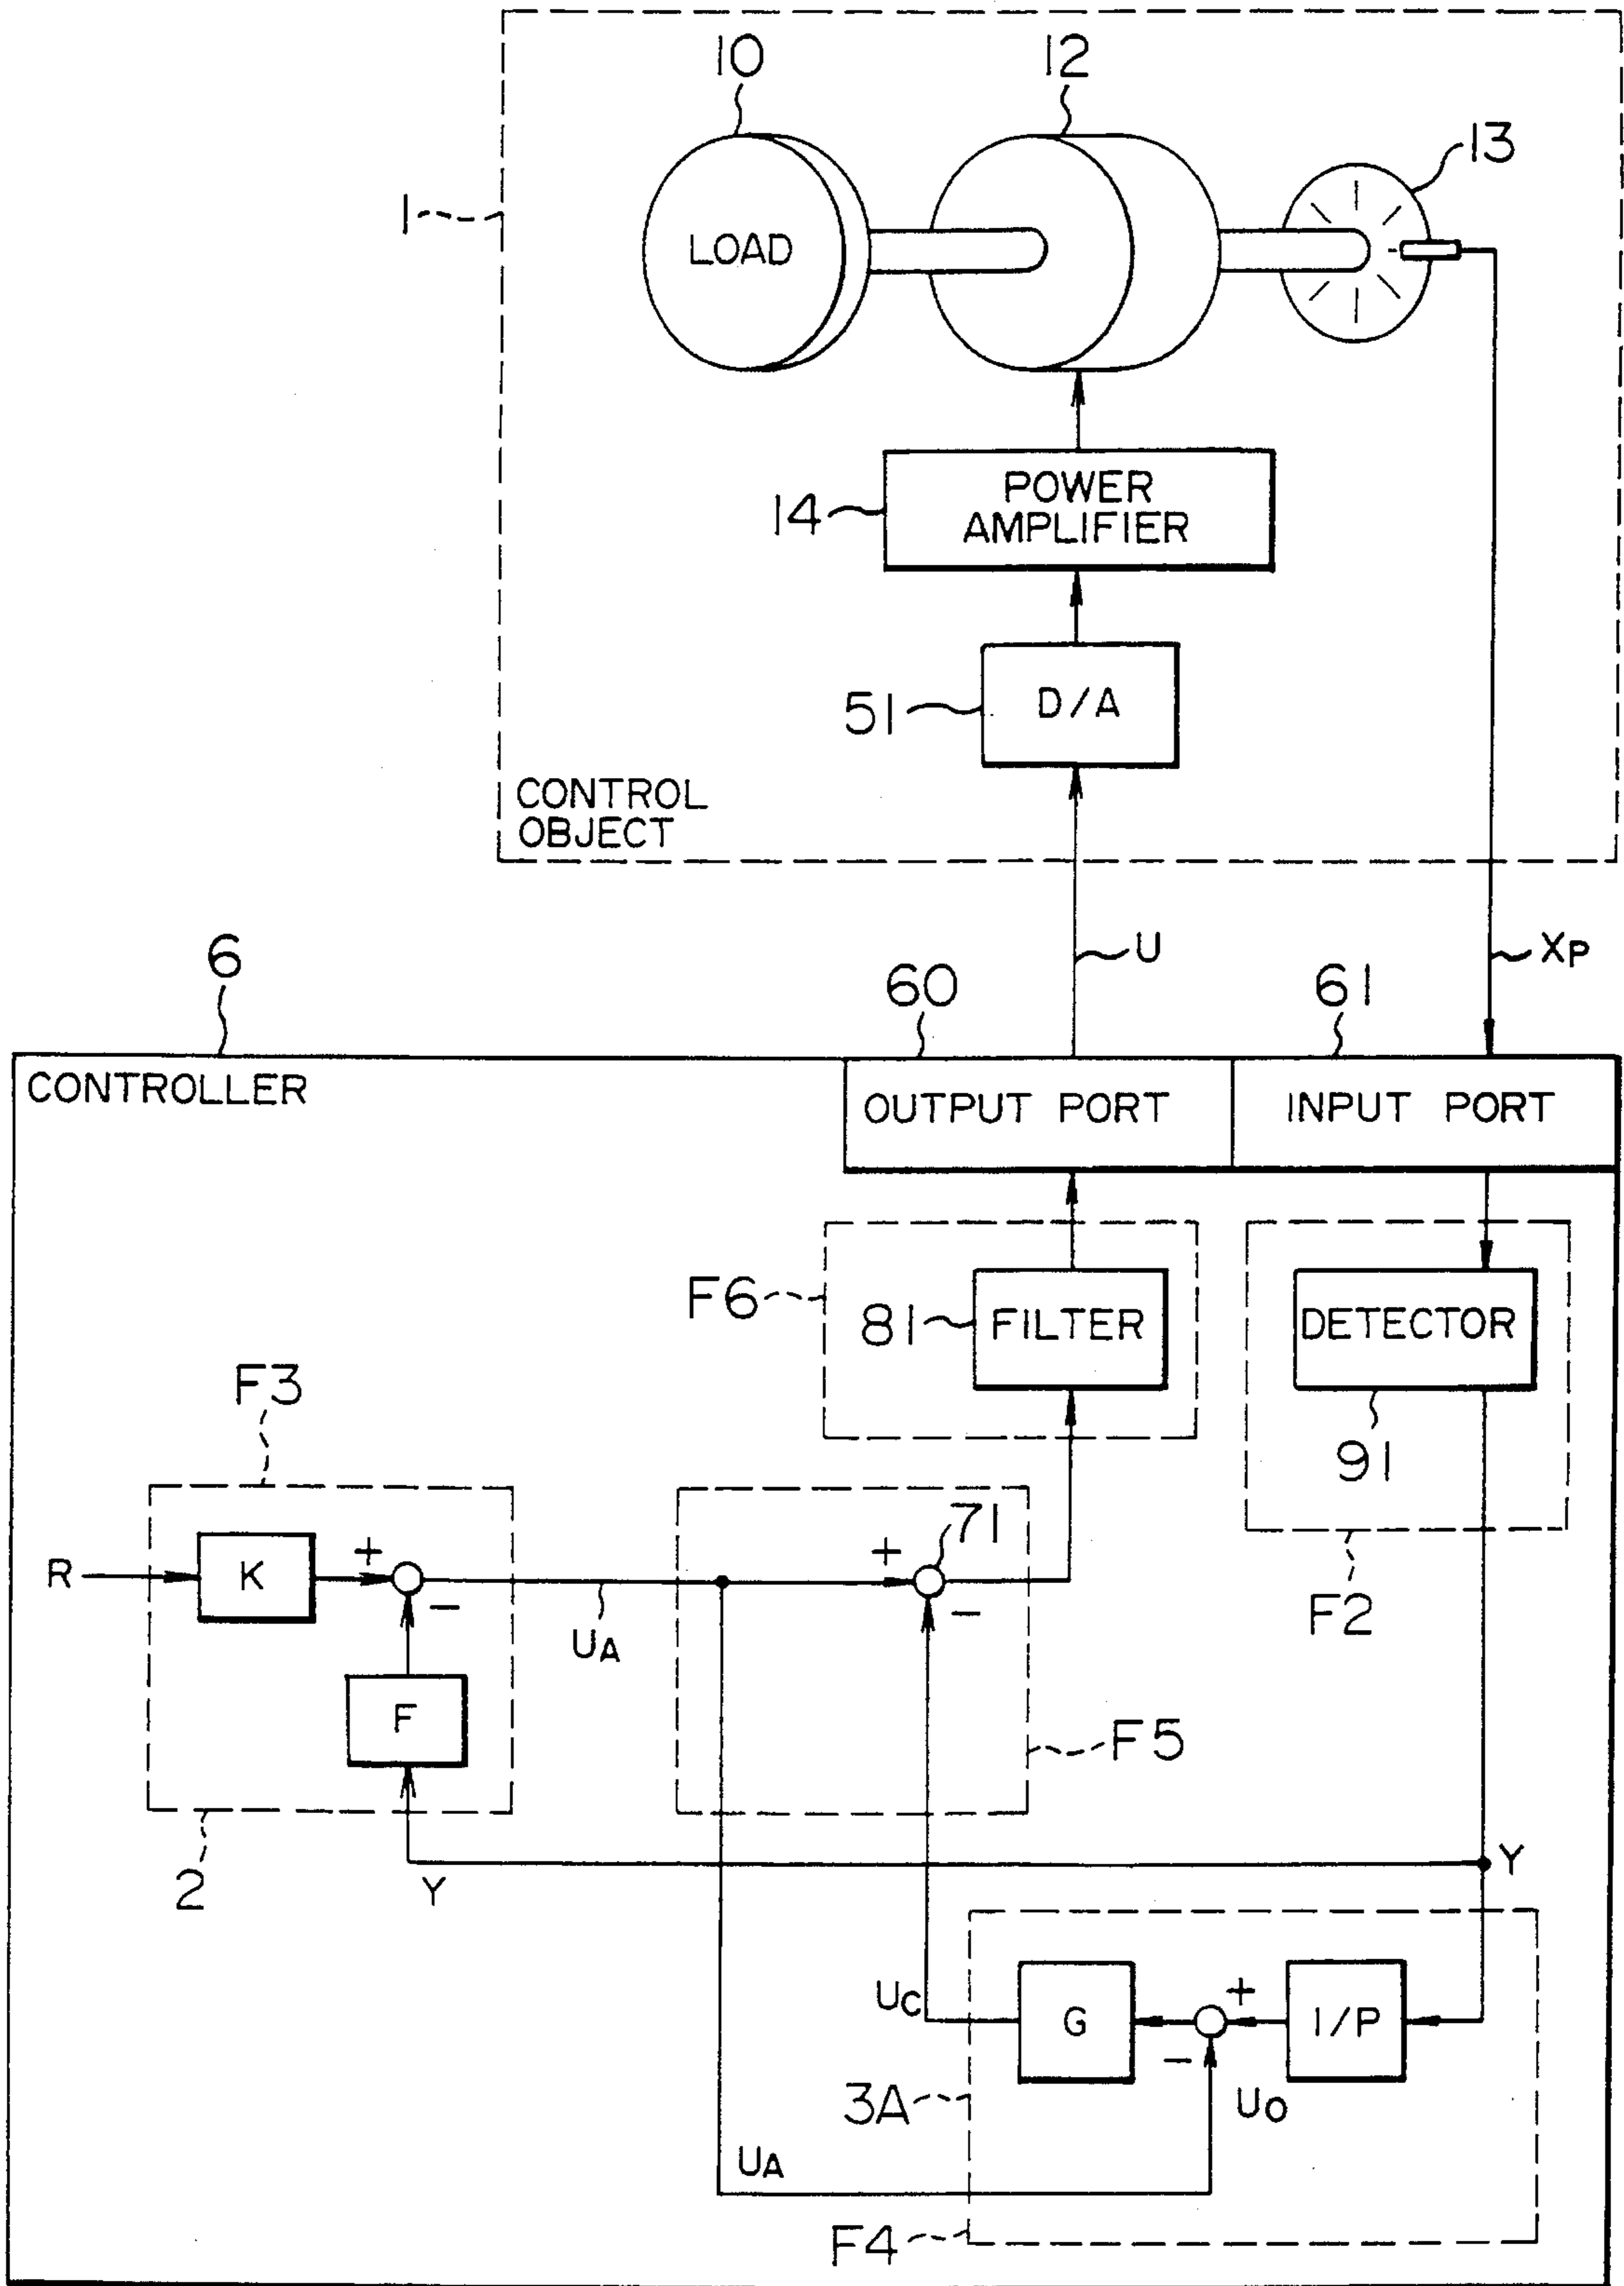 10
12
13
1
LOAD
14
POWER
AMPLIFIER
51
D/A
CONTROL
OBJECT
6
60
U
61
XP
CONTROLLER
OUTPUT PORT
INPUT PORT
F6
81
FILTER
DETECTOR
F3
91
71
R
K
+
-
+
-
F2
UA
F
F5
2
Y
Y
UC
G
+
-
1/P
3A
UO
UA
F4